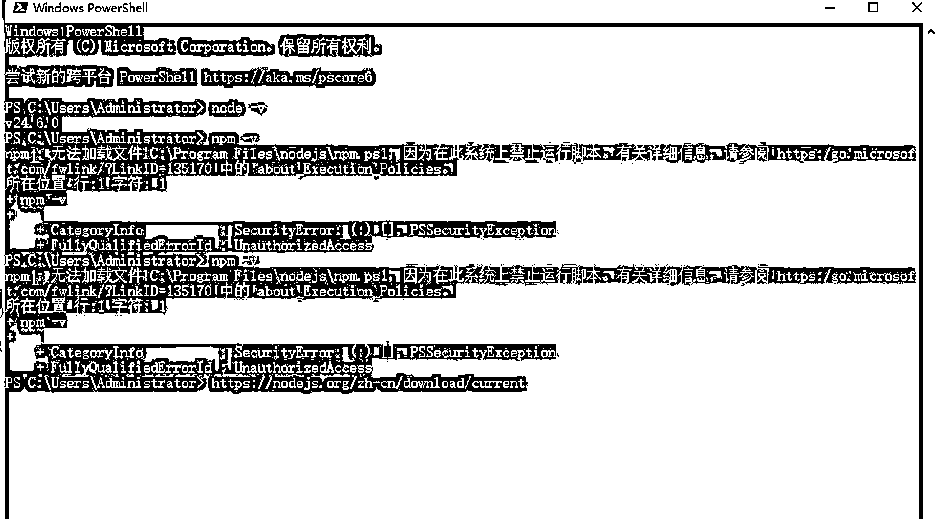 Windows PowerShell
Windows PowerShell
版权所有 (C) Microsoft Corporation。保留所有权利。
尝试新的跨平台 PowerShell https://aka.ms/pscore6
PS C:\Users\Administrator> node -v
v24.6.0
PS C:\Users\Administrator> npm -v
npm : 无法加载文件 C:\Program Files\nodejs\npm.ps1，因为在此系统上禁止运行脚本。有关详细信息，请参阅 https:/go.microsof
t.com/fwlink/?LinkID=135170 中的 about_Execution_Policies。
所在位置 行:1 字符: 1
+ npm -v
+
+ CategoryInfo : SecurityError: (:) []，PSSecurityException
+ FullyQualifiedErrorId : UnauthorizedAccess
PS C:\Users\Administrator> npm -v
npm : 无法加载文件 C:\Program Files\nodejs\npm.ps1，因为在此系统上禁止运行脚本。有关详细信息，请参阅 https:/go.microsof
t.com/fwlink/?LinkID=135170 中的 about_Execution_Policies。
所在位置 行:1 字符: 1
+ npm -v
+
+ CategoryInfo : SecurityError: (:) []，PSSecurityException
+ FullyQualifiedErrorId : UnauthorizedAccess
PS C:\Users\Administrator> https://nodejs.org/zh-cn/download/current